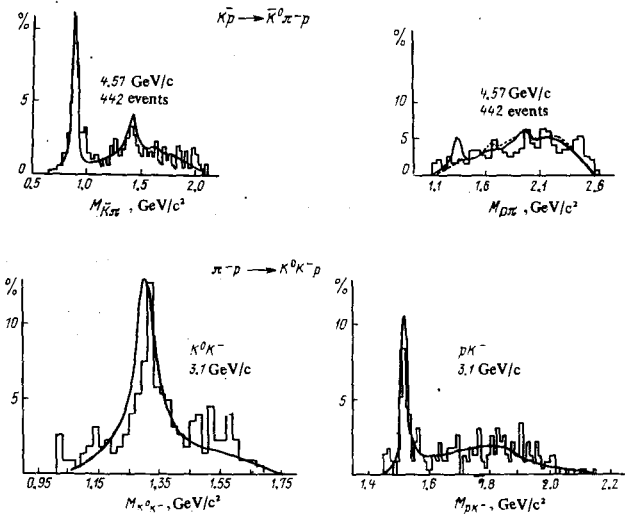 K⁻p → K̄⁰π⁻p
%
5
0
4.57 GeV/c
442 events
0.5 1.0 1.5 2.0
M_K̄π , GeV/c²
%
10
5
0
4.57 GeV/c
442 events
1.1 1.6 2.1 2.6
M_pπ , GeV/c²
π⁻p → K⁰K⁻p
%
10
5
K⁰K⁻
3.1 GeV/c
0.95 1.15 1.35 1.55 1.75
M_K⁰K⁻, GeV/c²
%
10
5
pK⁻
3.1 GeV/c
1.4 1.6 1.8 2.0 2.2
M_pK⁻, GeV/c²